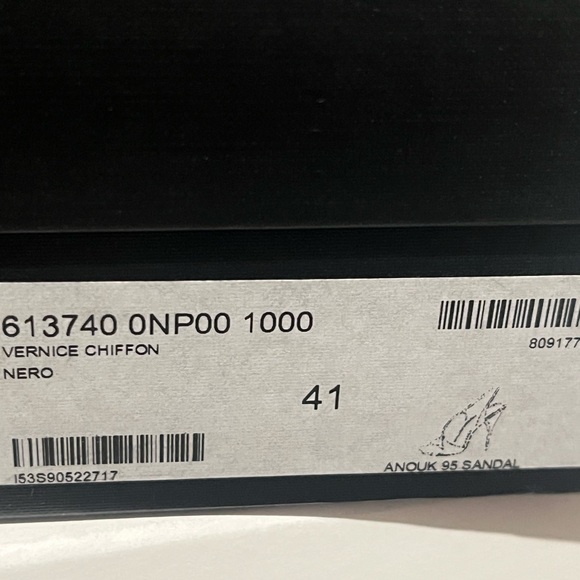 613740 0NP00 1000
VERNICE CHIFFON
NERO
809177
41
I53S90522717
ANOUK 95 SANDAL